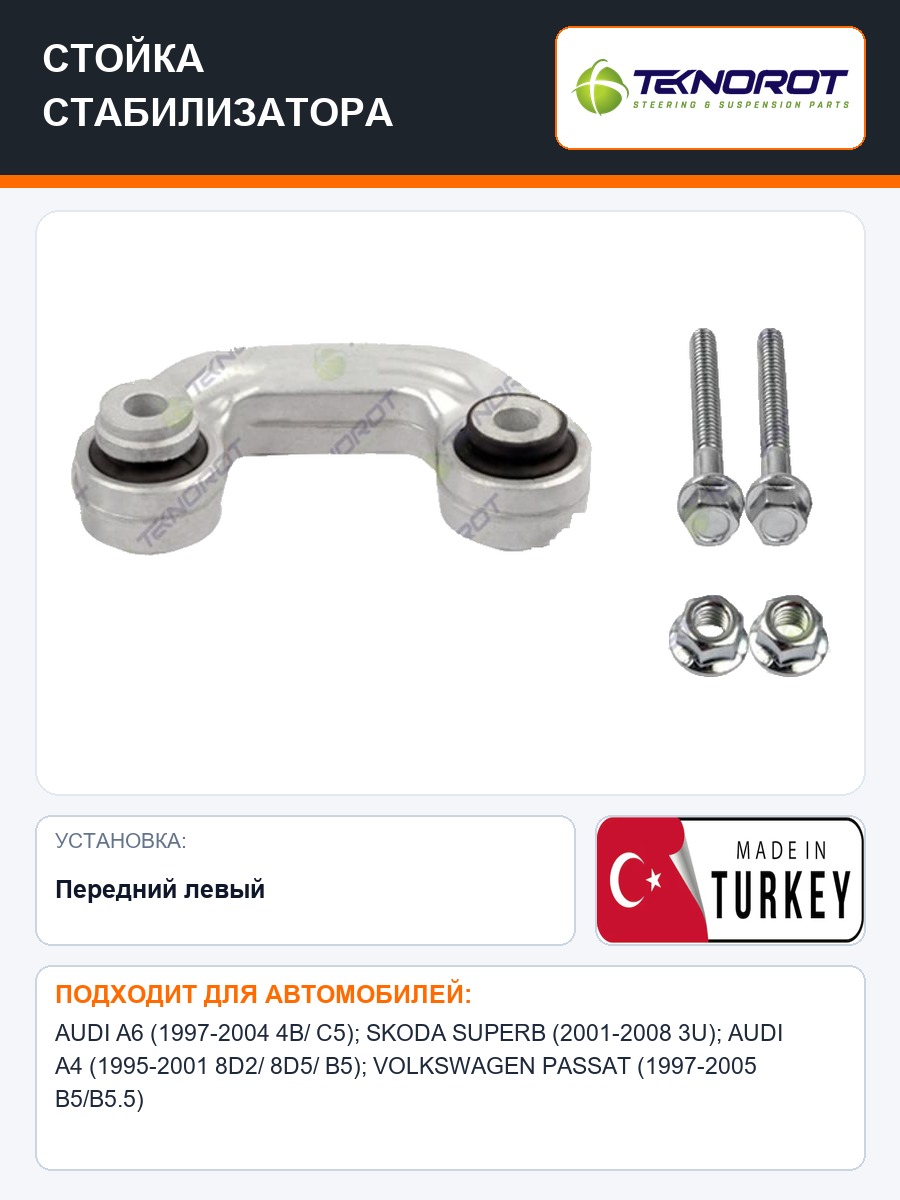 СТОЙКА
СТАБИЛИЗАТОРА
TEKNOROT
STEERING & SUSPENSION PARTS
TEKNOROT
TEKNOROT
TEKNOROT
УСТАНОВКА:
Передний левый
MADE IN
TURKEY
ПОДХОДИТ ДЛЯ АВТОМОБИЛЕЙ:
AUDI A6 (1997-2004 4B/ C5); SKODA SUPERB (2001-2008 3U); AUDI
A4 (1995-2001 8D2/ 8D5/ B5); VOLKSWAGEN PASSAT (1997-2005
B5/B5.5)